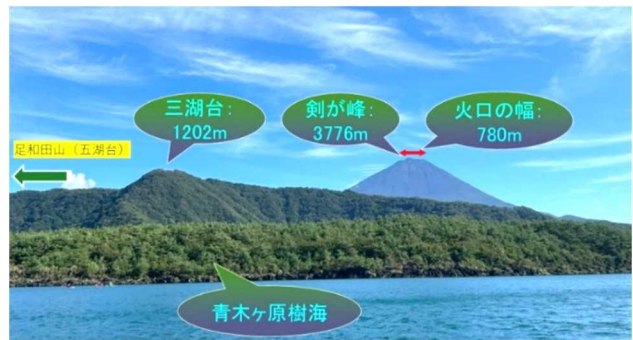 三湖台:
1202m
剣が峰:
3776m
火口の幅:
780m
足和田山（五湖台）
青木ヶ原樹海